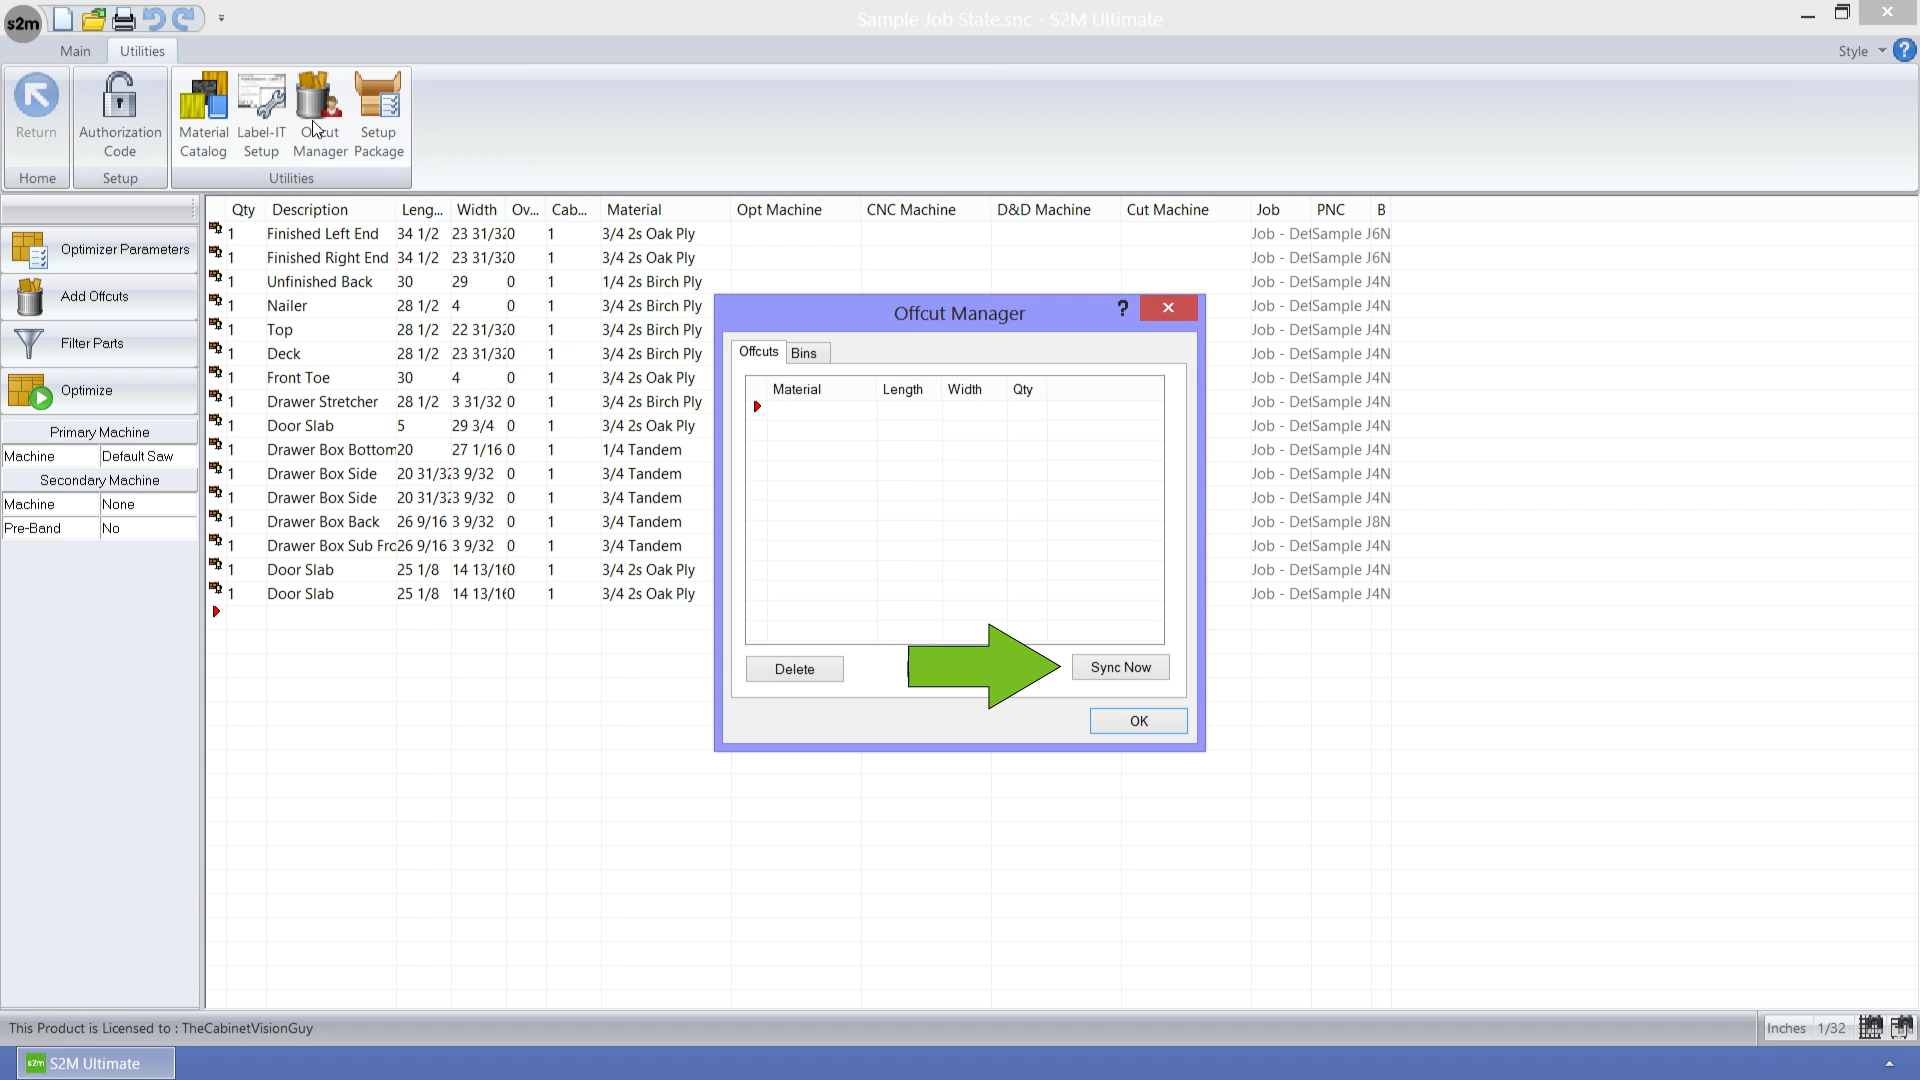 s2m
Sample Job State.snc - S2M Ultimate
Main
Utilities
Style
Return
Authorization
Code
Material
Catalog
Label-IT
Setup
Manager
Setup
Package
Home
Setup
Utilities
Optimizer Parameters
Add Offcuts
Filter Parts
Optimize
Primary Machine
Machine Default Saw
Secondary Machine
Machine None
Pre-Band No
Qty Description Leng... Width Ov... Cab... Material Opt Machine CNC Machine D&D Machine Cut Machine Job PNC B
1 Finished Left End 34 1/2 23 31/32 0 1 3/4 2s Oak Ply Job - Def Sample J6N
1 Finished Right End 34 1/2 23 31/32 0 1 3/4 2s Oak Ply Job - Def Sample J6N
1 Unfinished Back 30 29 0 1 1/4 2s Birch Ply Job - Def Sample J4N
1 Nailer 28 1/2 4 0 1 3/4 2s Birch Ply Job - Def Sample J4N
1 Top 28 1/2 22 31/32 0 1 3/4 2s Birch Ply Job - Def Sample J4N
1 Deck 28 1/2 23 31/32 0 1 3/4 2s Birch Ply Job - Def Sample J4N
1 Front Toe 30 4 0 1 3/4 2s Oak Ply Job - Def Sample J4N
1 Drawer Stretcher 28 1/2 3 31/32 0 1 3/4 2s Birch Ply Job - Def Sample J4N
1 Door Slab 5 29 3/4 0 1 3/4 2s Oak Ply Job - Def Sample J4N
1 Drawer Box Bottom 20 27 1/16 0 1 1/4 Tandem Job - Def Sample J4N
1 Drawer Box Side 20 31/32 3 9/32 0 1 3/4 Tandem Job - Def Sample J4N
1 Drawer Box Side 20 31/32 3 9/32 0 1 3/4 Tandem Job - Def Sample J4N
1 Drawer Box Back 26 9/16 3 9/32 0 1 3/4 Tandem Job - Def Sample J8N
1 Drawer Box Sub Fro 26 9/16 3 9/32 0 1 3/4 Tandem Job - Def Sample J4N
1 Door Slab 25 1/8 14 13/16 0 1 3/4 2s Oak Ply Job - Def Sample J4N
1 Door Slab 25 1/8 14 13/16 0 1 3/4 2s Oak Ply Job - Def Sample J4N
Offcut Manager
Offcuts
Bins
Material Length Width Qty
Delete
Sync Now
OK
This Product is Licensed to : TheCabinetVisionGuy
Inches 1/32
s2m S2M Ultimate